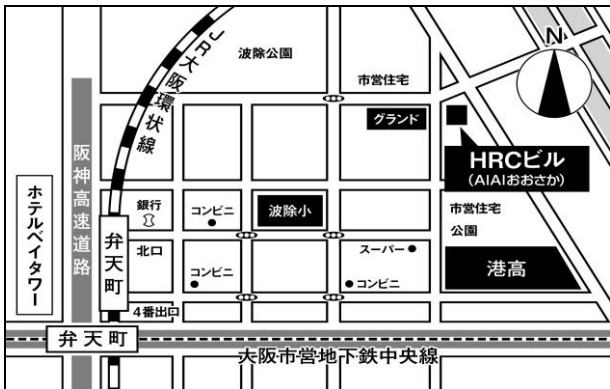 波除公園
N
JR大阪環状線
市営住宅
グランド
HRCビル
(AIAIおおさか)
阪神高速道路
ホテルベイタワー
銀行
コンビニ
波除小
市営住宅
公園
弁天町
北口
スーパー
港高
コンビニ
コンビニ
4番出口
弁天町
大阪市営地下鉄中央線